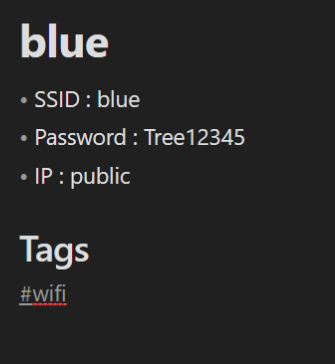 blue
• SSID : blue
• Password : Tree12345
• IP : public
Tags
#wifi